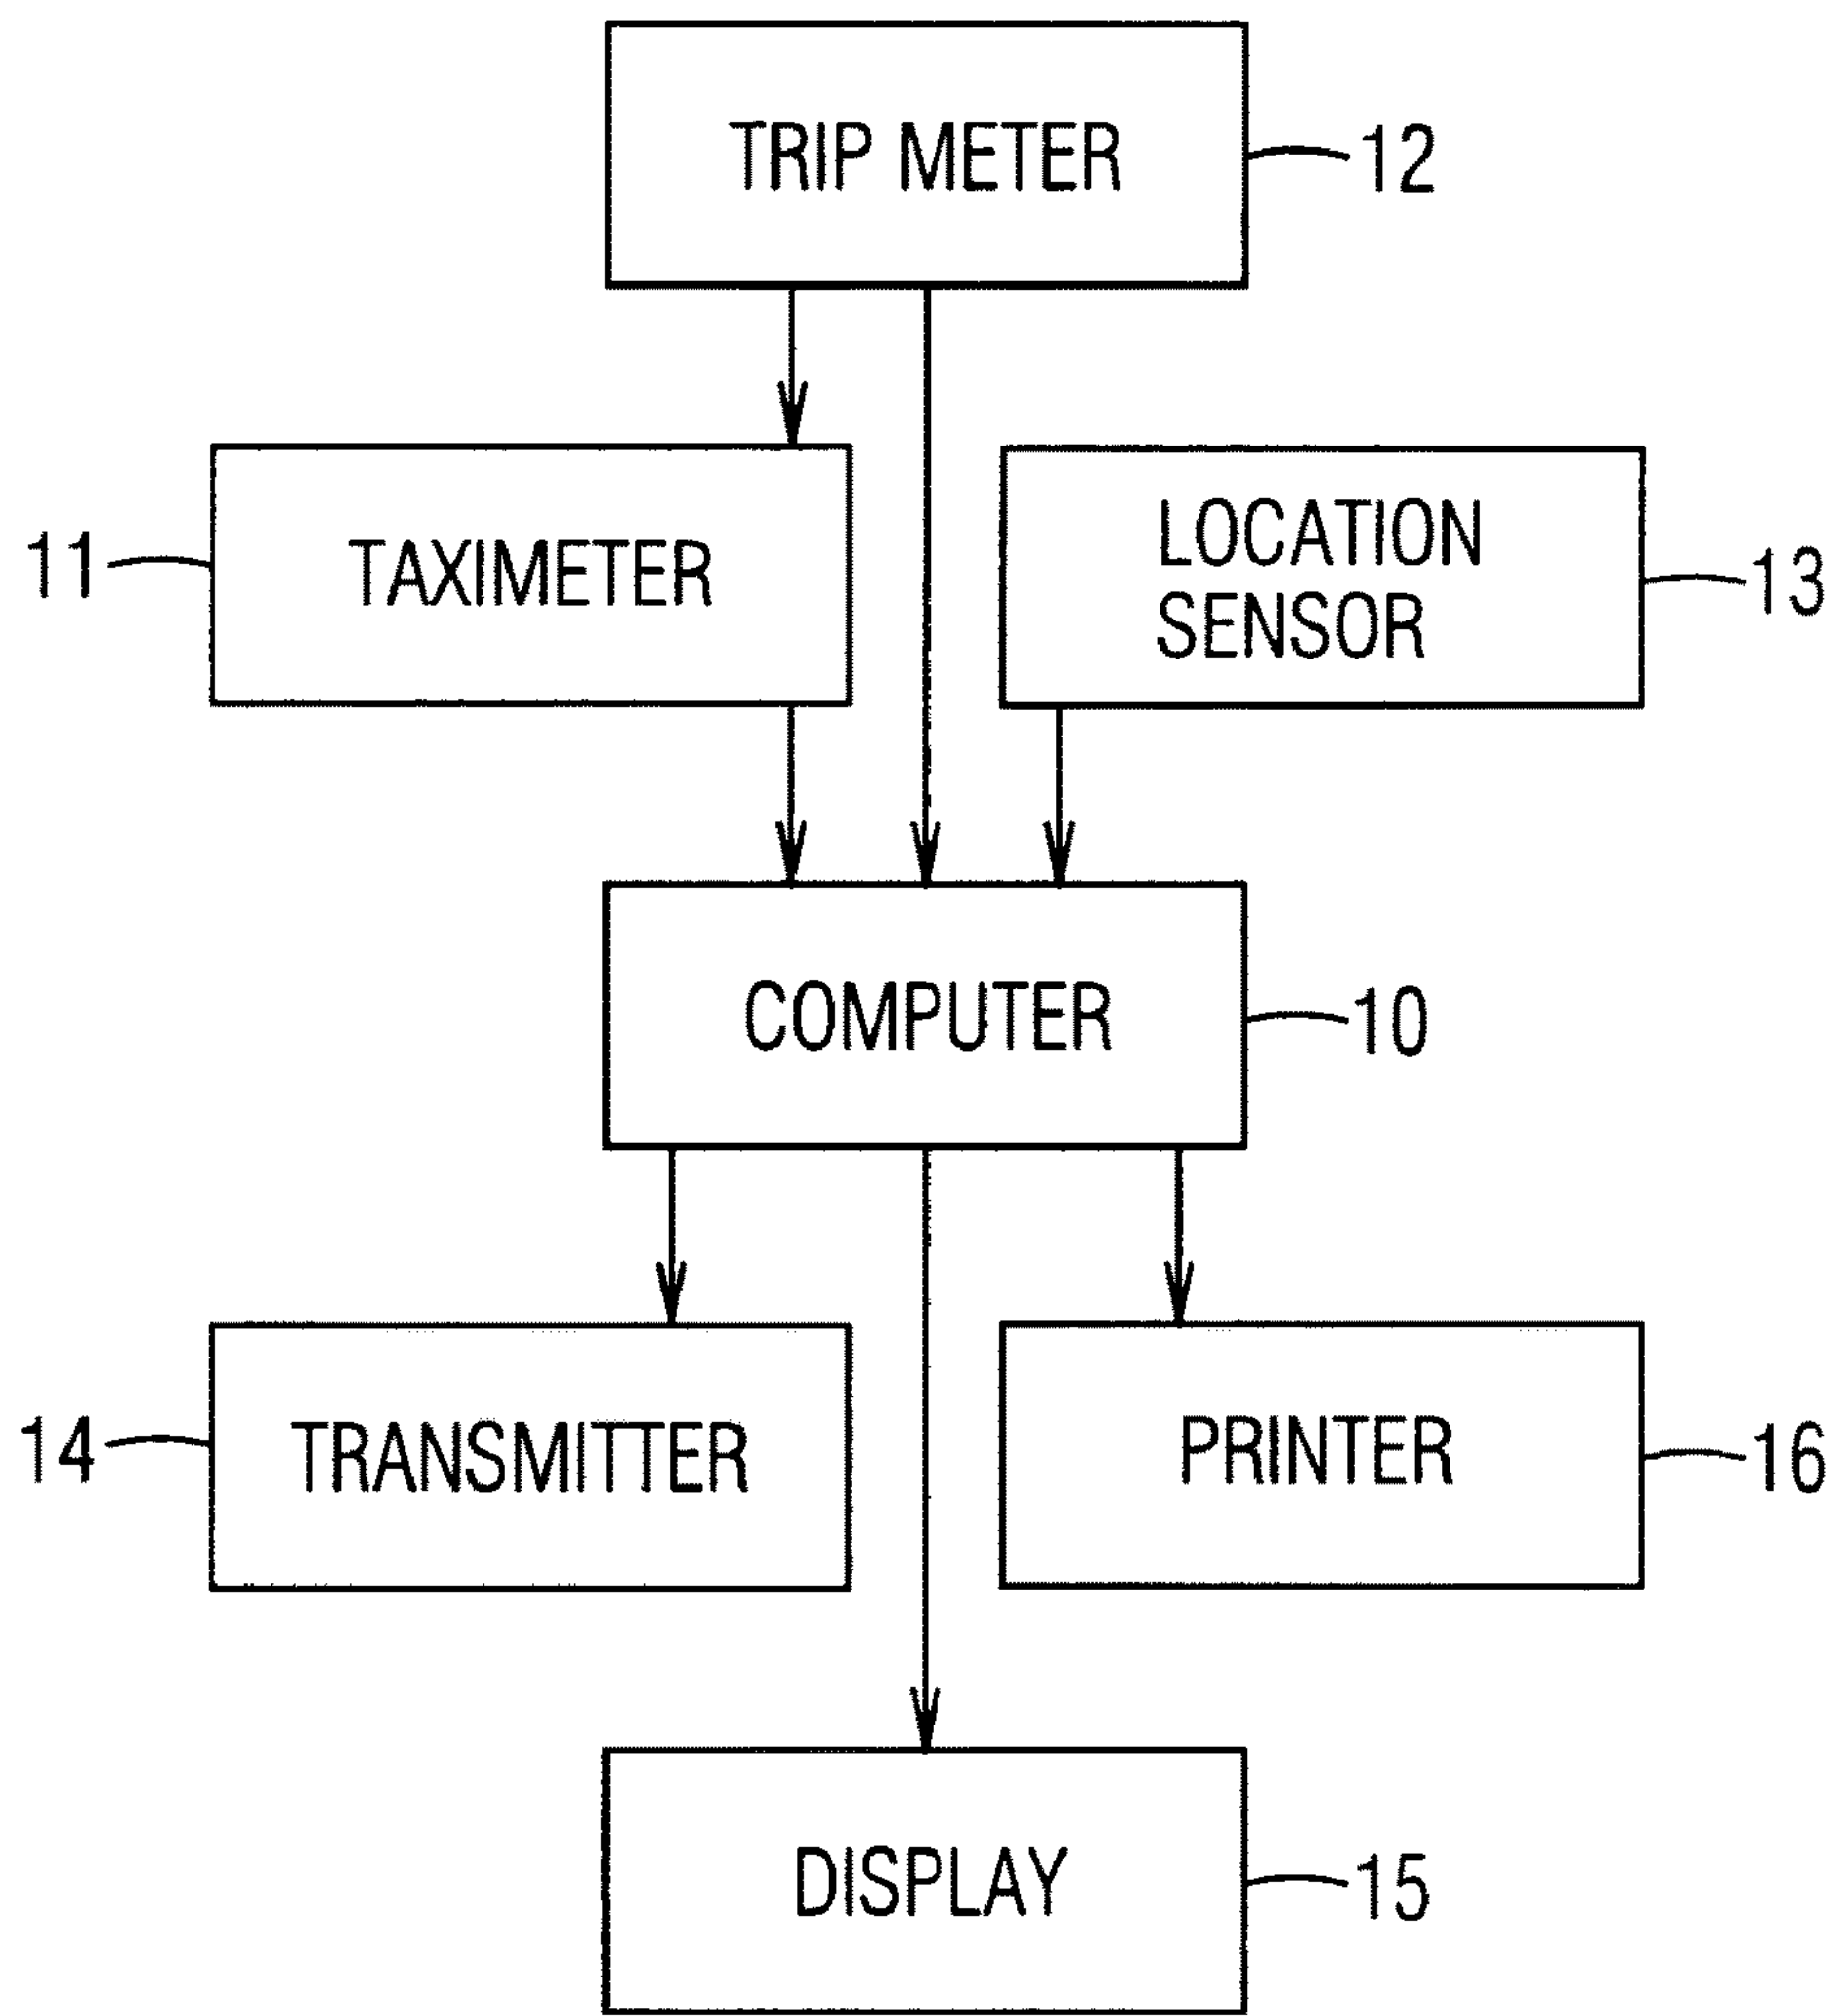 TRIP METER
12
11
TAXIMETER
LOCATION
SENSOR
13
COMPUTER
10
14
TRANSMITTER
PRINTER
16
DISPLAY
15